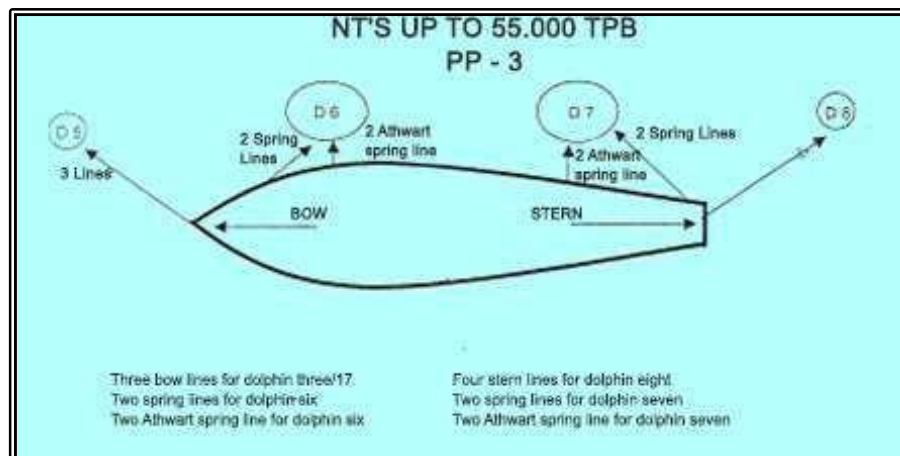 NT'S UP TO 55.000 TPB
PP - 3
D 5
D 6
D 7
D 8
2 Spring
Lines
2 Athwart
spring line
2 Spring Lines
2 Athwart
spring line
3 Lines
BOW
STERN
Three bow lines for dolphin three/17.
Two spring lines for dolphin six
Two Athwart spring line for dolphin six
Four stern lines for dolphin eight
Two spring lines for dolphin seven
Two Athwart spring line for dolphin seven